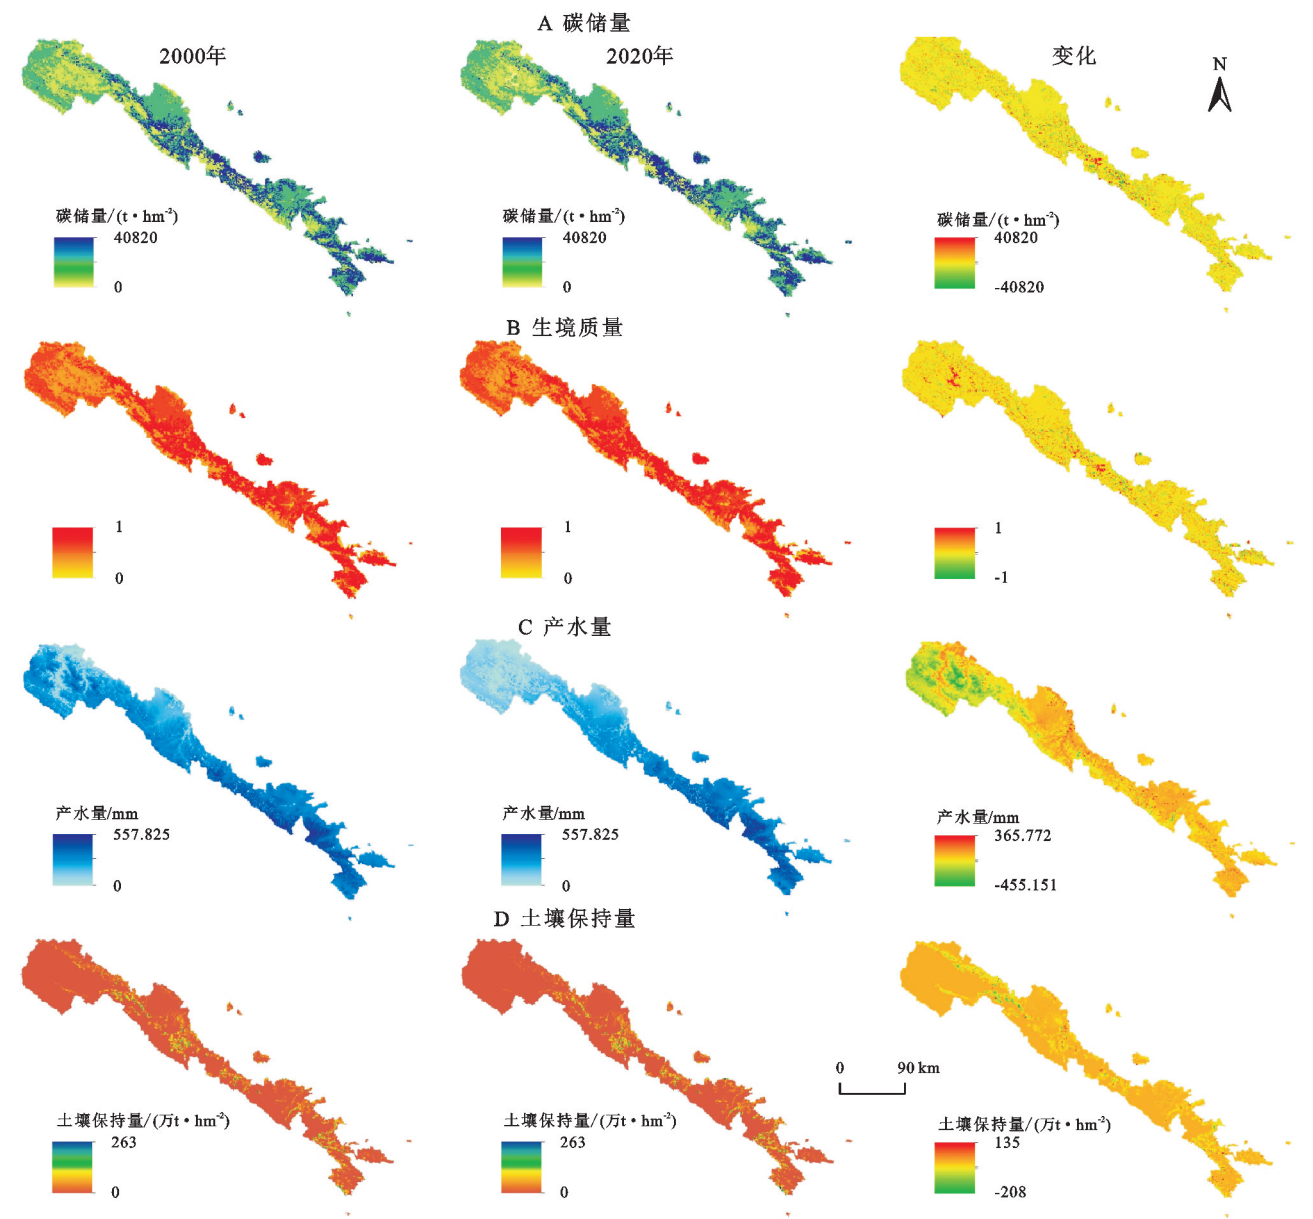 A 碳储量
2000年
2020年
变化
N
碳储量/(t·hm-2)
40820
0
碳储量/(t·hm-2)
40820
0
碳储量/(t·hm-2)
40820
-40820
B 生境质量
1
0
1
0
1
-1
C 产水量
产水量/mm
557.825
0
产水量/mm
557.825
0
产水量/mm
365.772
-455.151
D 土壤保持量
0 90 km
土壤保持量/(万t·hm-2)
263
0
土壤保持量/(万t·hm-2)
263
0
土壤保持量/(万t·hm-2)
135
-208